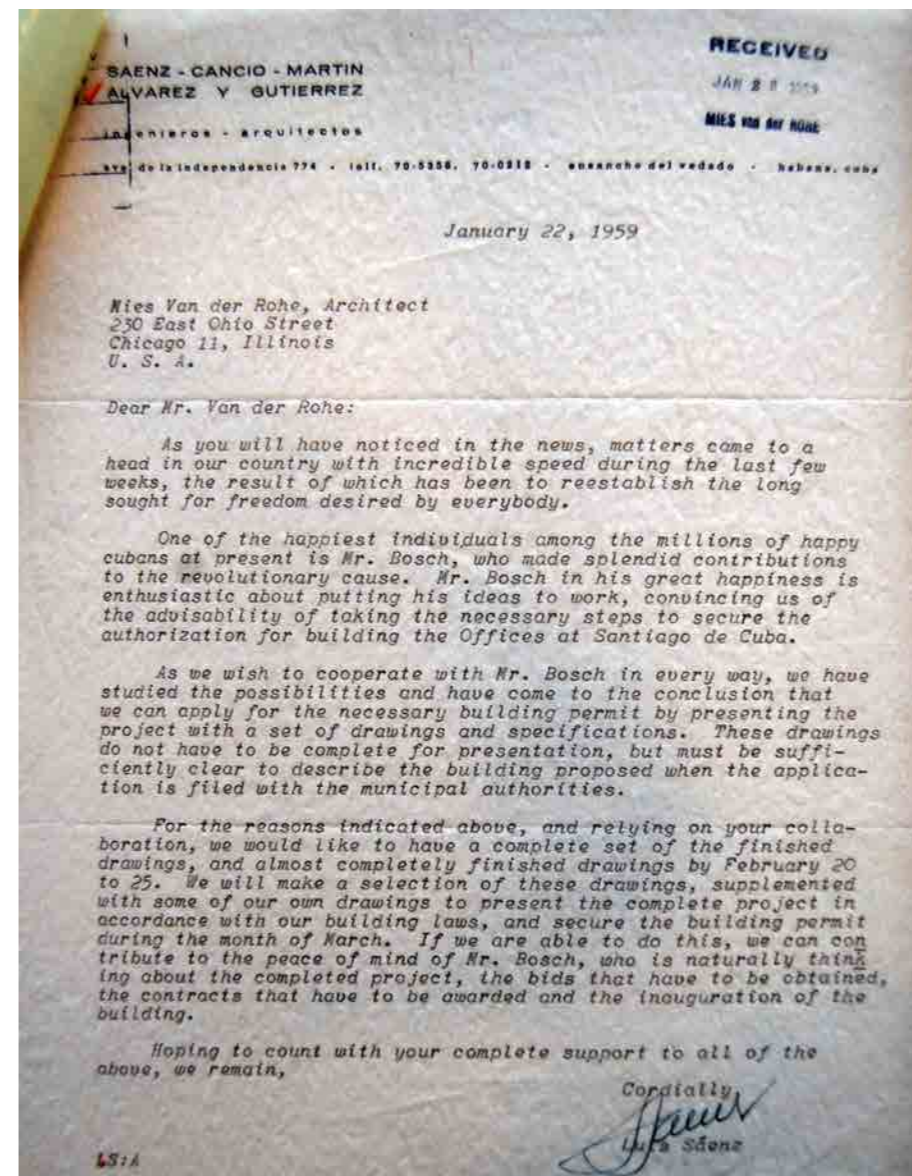 SAENZ - CANCIO - MARTIN
ALVAREZ Y GUTIERREZ
ingenieros - arquitectos
ave. de la independencia 774 - telf. 70-5356, 70-0218 - ensanche del vedado - habana, cuba
RECEIVED
JAN 28 1959
MIES van der ROHE
January 22, 1959
Mies Van der Rohe, Architect
230 East Ohio Street
Chicago 11, Illinois
U. S. A.
Dear Mr. Van der Rohe:
As you will have noticed in the news, matters came to a
head in our country with incredible speed during the last few
weeks, the result of which has been to reestablish the long
sought for freedom desired by everybody.
One of the happiest individuals among the millions of happy
cubans at present is Mr. Bosch, who made splendid contributions
to the revolutionary cause. Mr. Bosch in his great happiness is
enthusiastic about putting his ideas to work, convincing us of
the advisability of taking the necessary steps to secure the
authorization for building the Offices at Santiago de Cuba.
As we wish to cooperate with Mr. Bosch in every way, we have
studied the possibilities and have come to the conclusion that
we can apply for the necessary building permit by presenting the
project with a set of drawings and specifications. These drawings
do not have to be complete for presentation, but must be suffi-
ciently clear to describe the building proposed when the applica-
tion is filed with the municipal authorities.
For the reasons indicated above, and relying on your colla-
boration, we would like to have a complete set of the finished
drawings, and almost completely finished drawings by February 20
to 25. We will make a selection of these drawings, supplemented
with some of our own drawings to present the complete project in
accordance with our building laws, and secure the building permit
during the month of March. If we are able to do this, we can con
tribute to the peace of mind of Mr. Bosch, who is naturally think
ing about the completed project, the bids that have to be obtained,
the contracts that have to be awarded and the inauguration of the
building.
Hoping to count with your complete support to all of the
above, we remain,
Cordially,
Luis Sáenz
LS:A